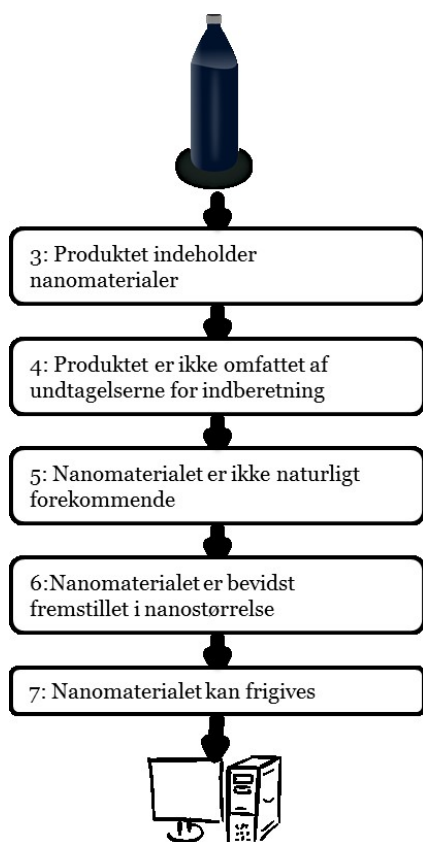 3: Produktet indeholder
nanomaterialer
4: Produktet er ikke omfattet af
undtagelserne for indberetning
5: Nanomaterialet er ikke naturligt
forekommende
6:Nanomaterialet er bevidst
fremstillet i nanostørrelse
7: Nanomaterialet kan frigives